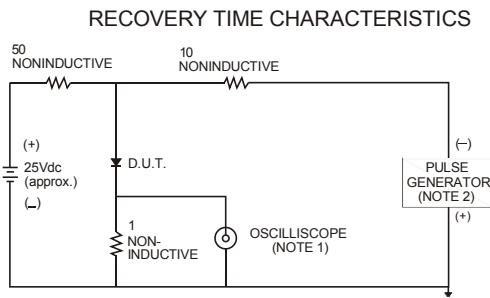 RECOVERY TIME CHARACTERISTICS
50
NONINDUCTIVE
10
NONINDUCTIVE
(+)
25Vdc
(approx.)
(–)
D.U.T.
1
NON-
INDUCTIVE
OSCILLISCOPE
(NOTE 1)
(–)
PULSE
GENERATOR
(NOTE 2)
(+)